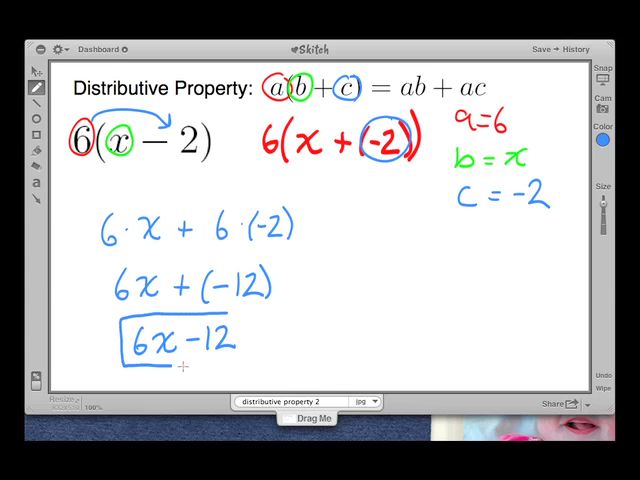 Dashboard
Skitch
Save → History
Distributive Property: a(b + c) = ab + ac
6(x − 2)
6(x + (-2))
a=6
b = x
c = -2
6·x + 6·(-2)
6x + (-12)
6x -12
Snap
Cam
Color
Size
Undo
Wipe
Resize
100%
distributive property 2
jpg
Share
Drag Me
a